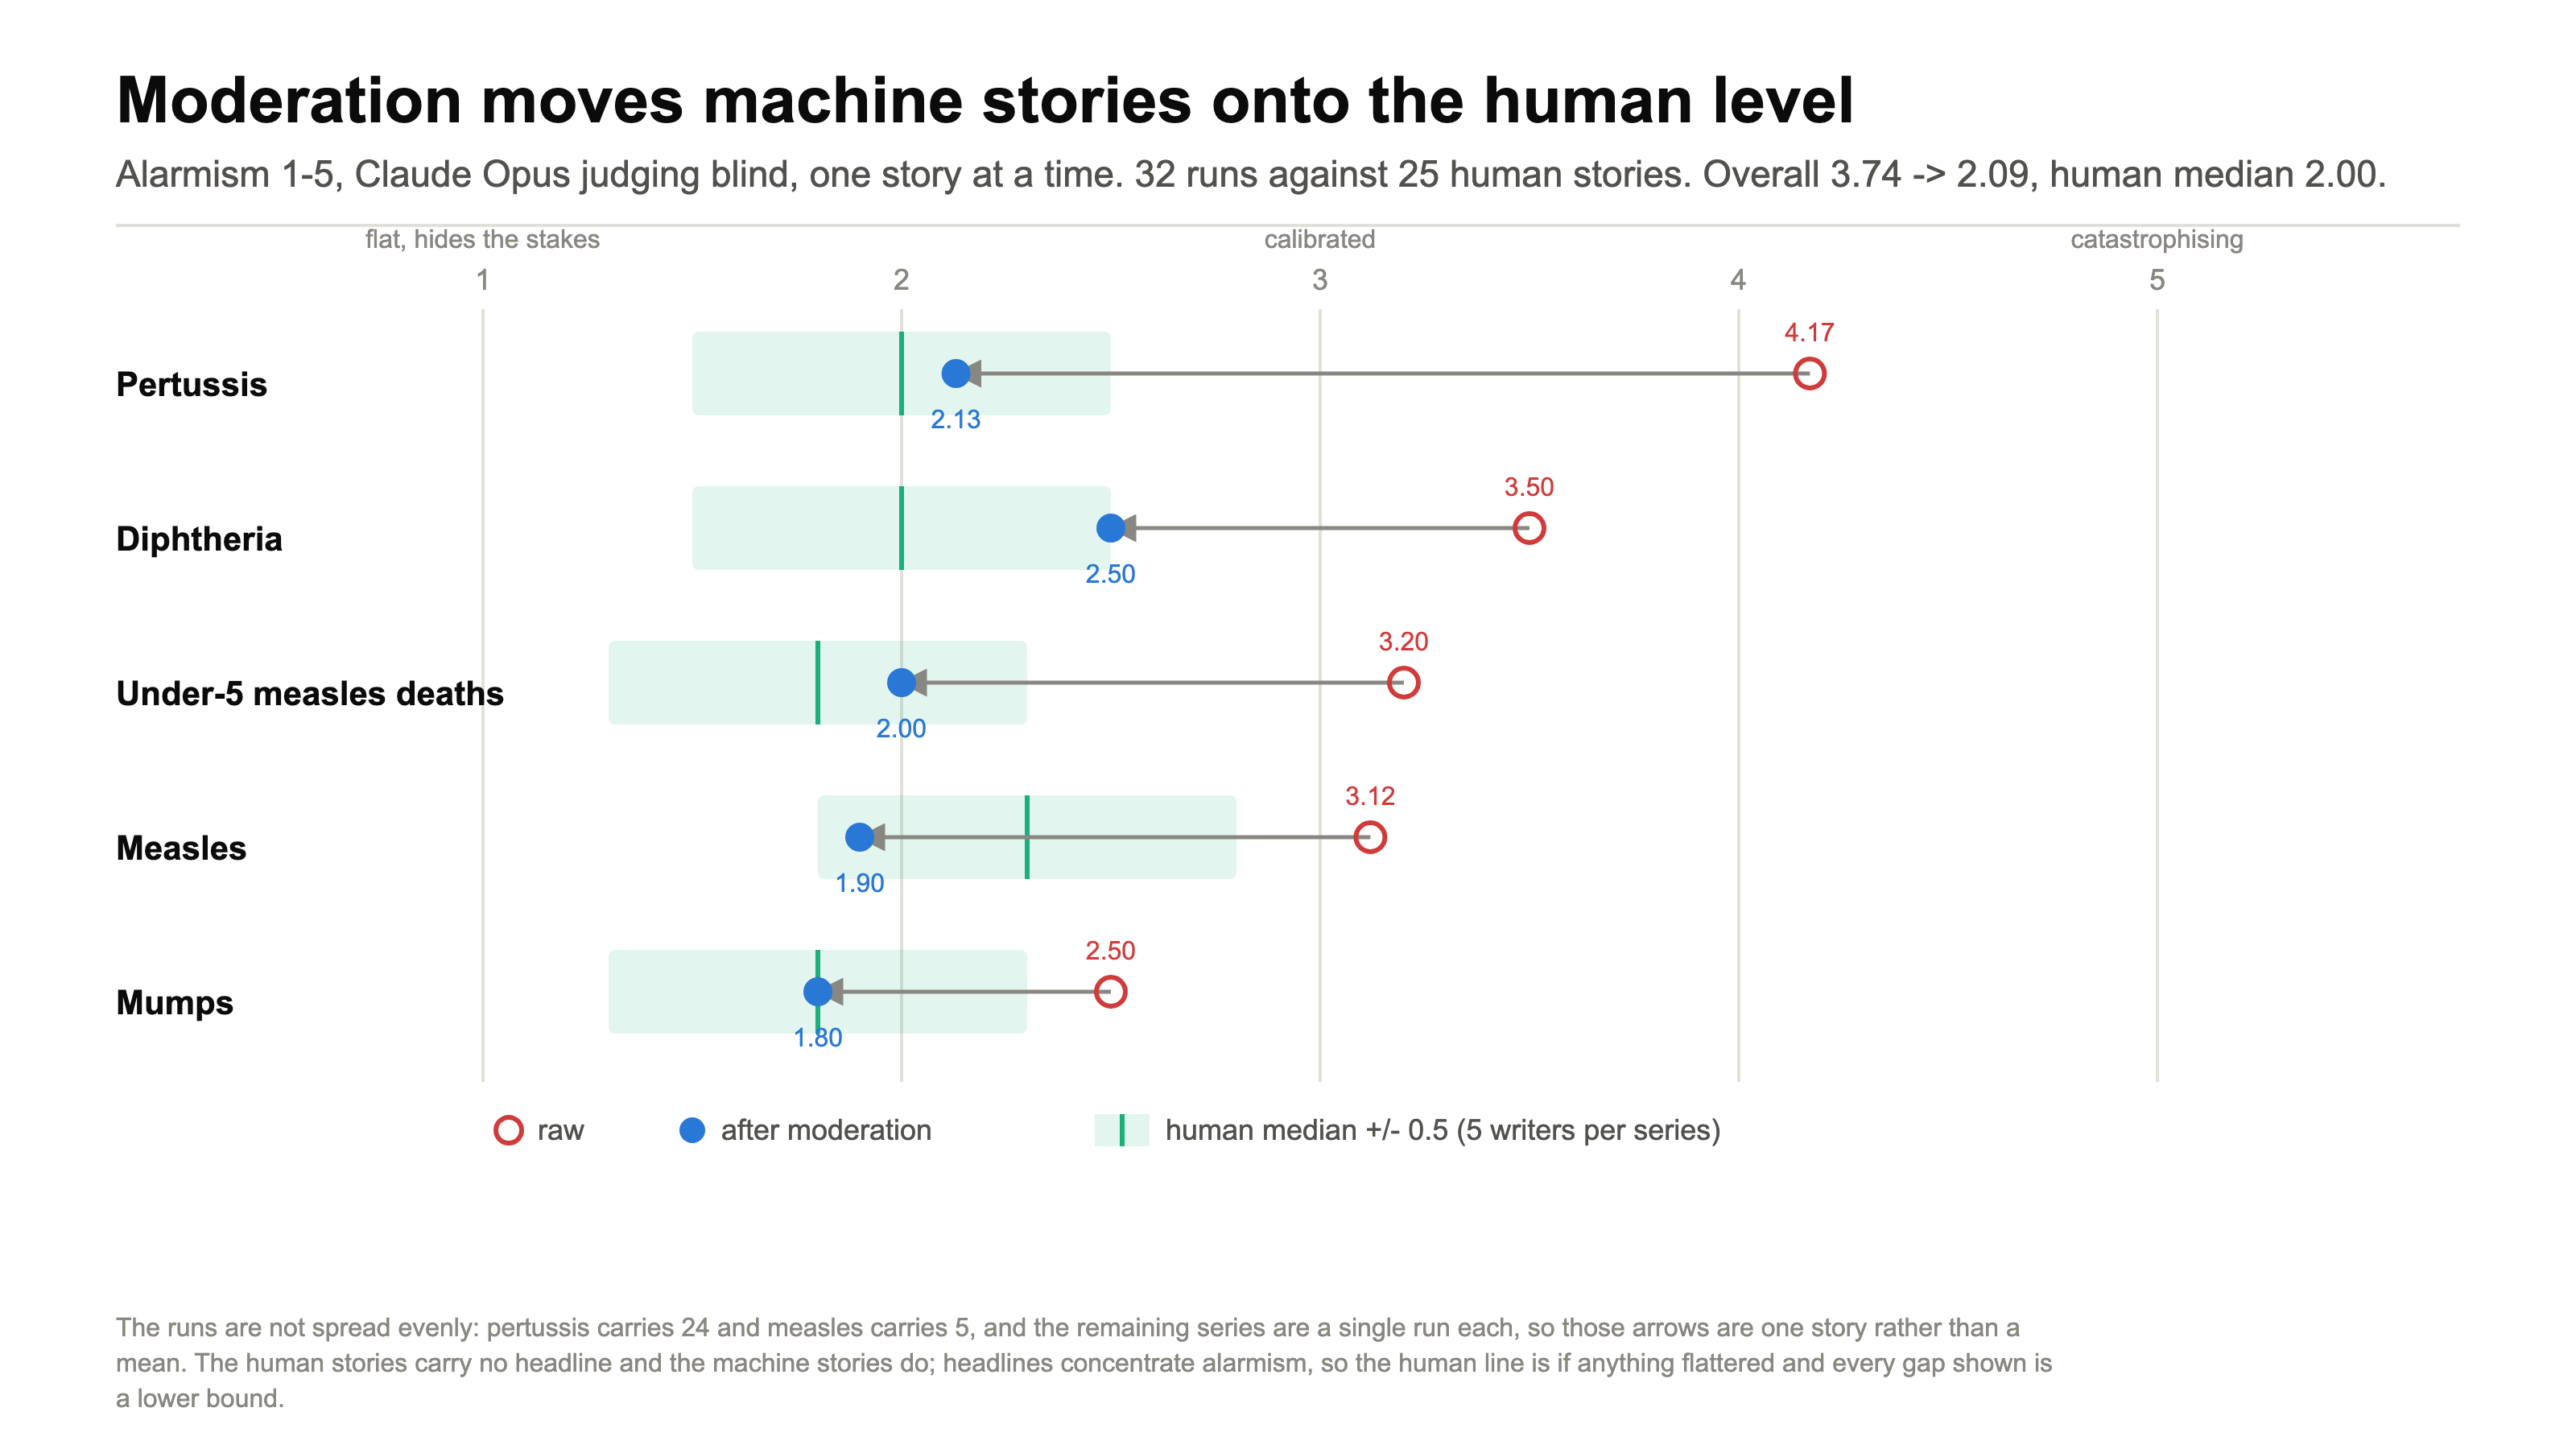 Moderation moves machine stories onto the human level
Alarmism 1-5, Claude Opus judging blind, one story at a time. 32 runs against 25 human stories. Overall 3.74 -> 2.09, human median 2.00.
flat, hides the stakes calibrated catastrophising
1 2 3 4 5
4.17
Pertussis
2.13
3.50
Diphtheria
2.50
3.20
Under-5 measles deaths
2.00
3.12
Measles
1.90
2.50
Mumps
1.80
raw after moderation human median +/- 0.5 (5 writers per series)
The runs are not spread evenly: pertussis carries 24 and measles carries 5, and the remaining series are a single run each, so those arrows are one story rather than a
mean. The human stories carry no headline and the machine stories do; headlines concentrate alarmism, so the human line is if anything flattered and every gap shown is
a lower bound.